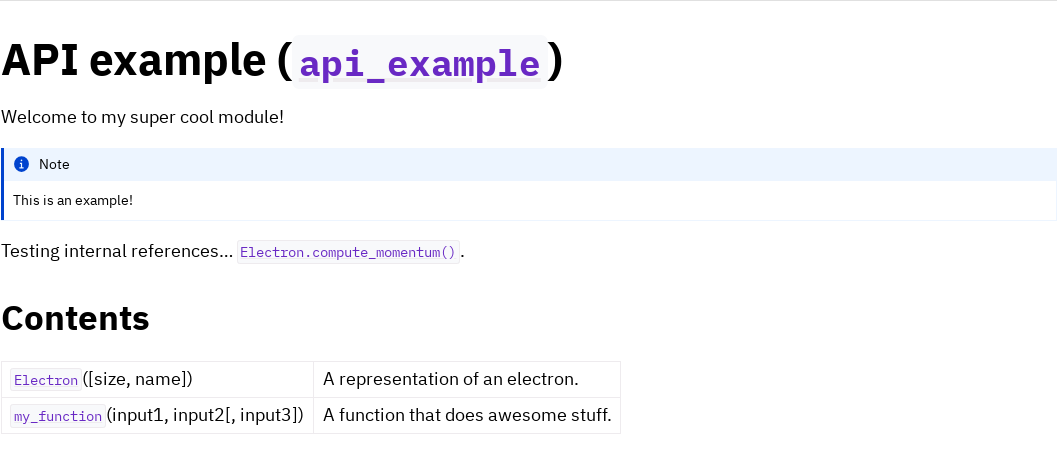 API example (api_example)
Welcome to my super cool module!
Note
This is an example!
Testing internal references... Electron.compute_momentum().
Contents
Electron([size, name]) A representation of an electron.
my_function(input1, input2[, input3]) A function that does awesome stuff.